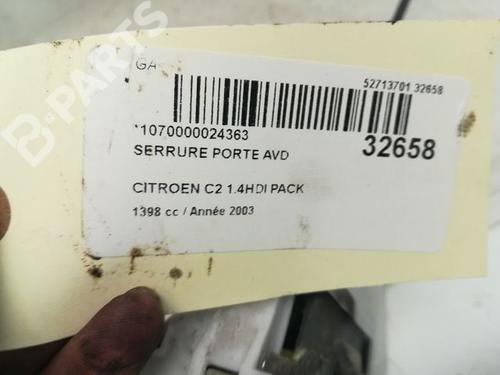 GA
52713701 32658
*1070000024363
32658
SERRURE PORTE AVD
CITROEN C2 1.4HDI PACK
1398 cc / Année 2003
B-PARTS